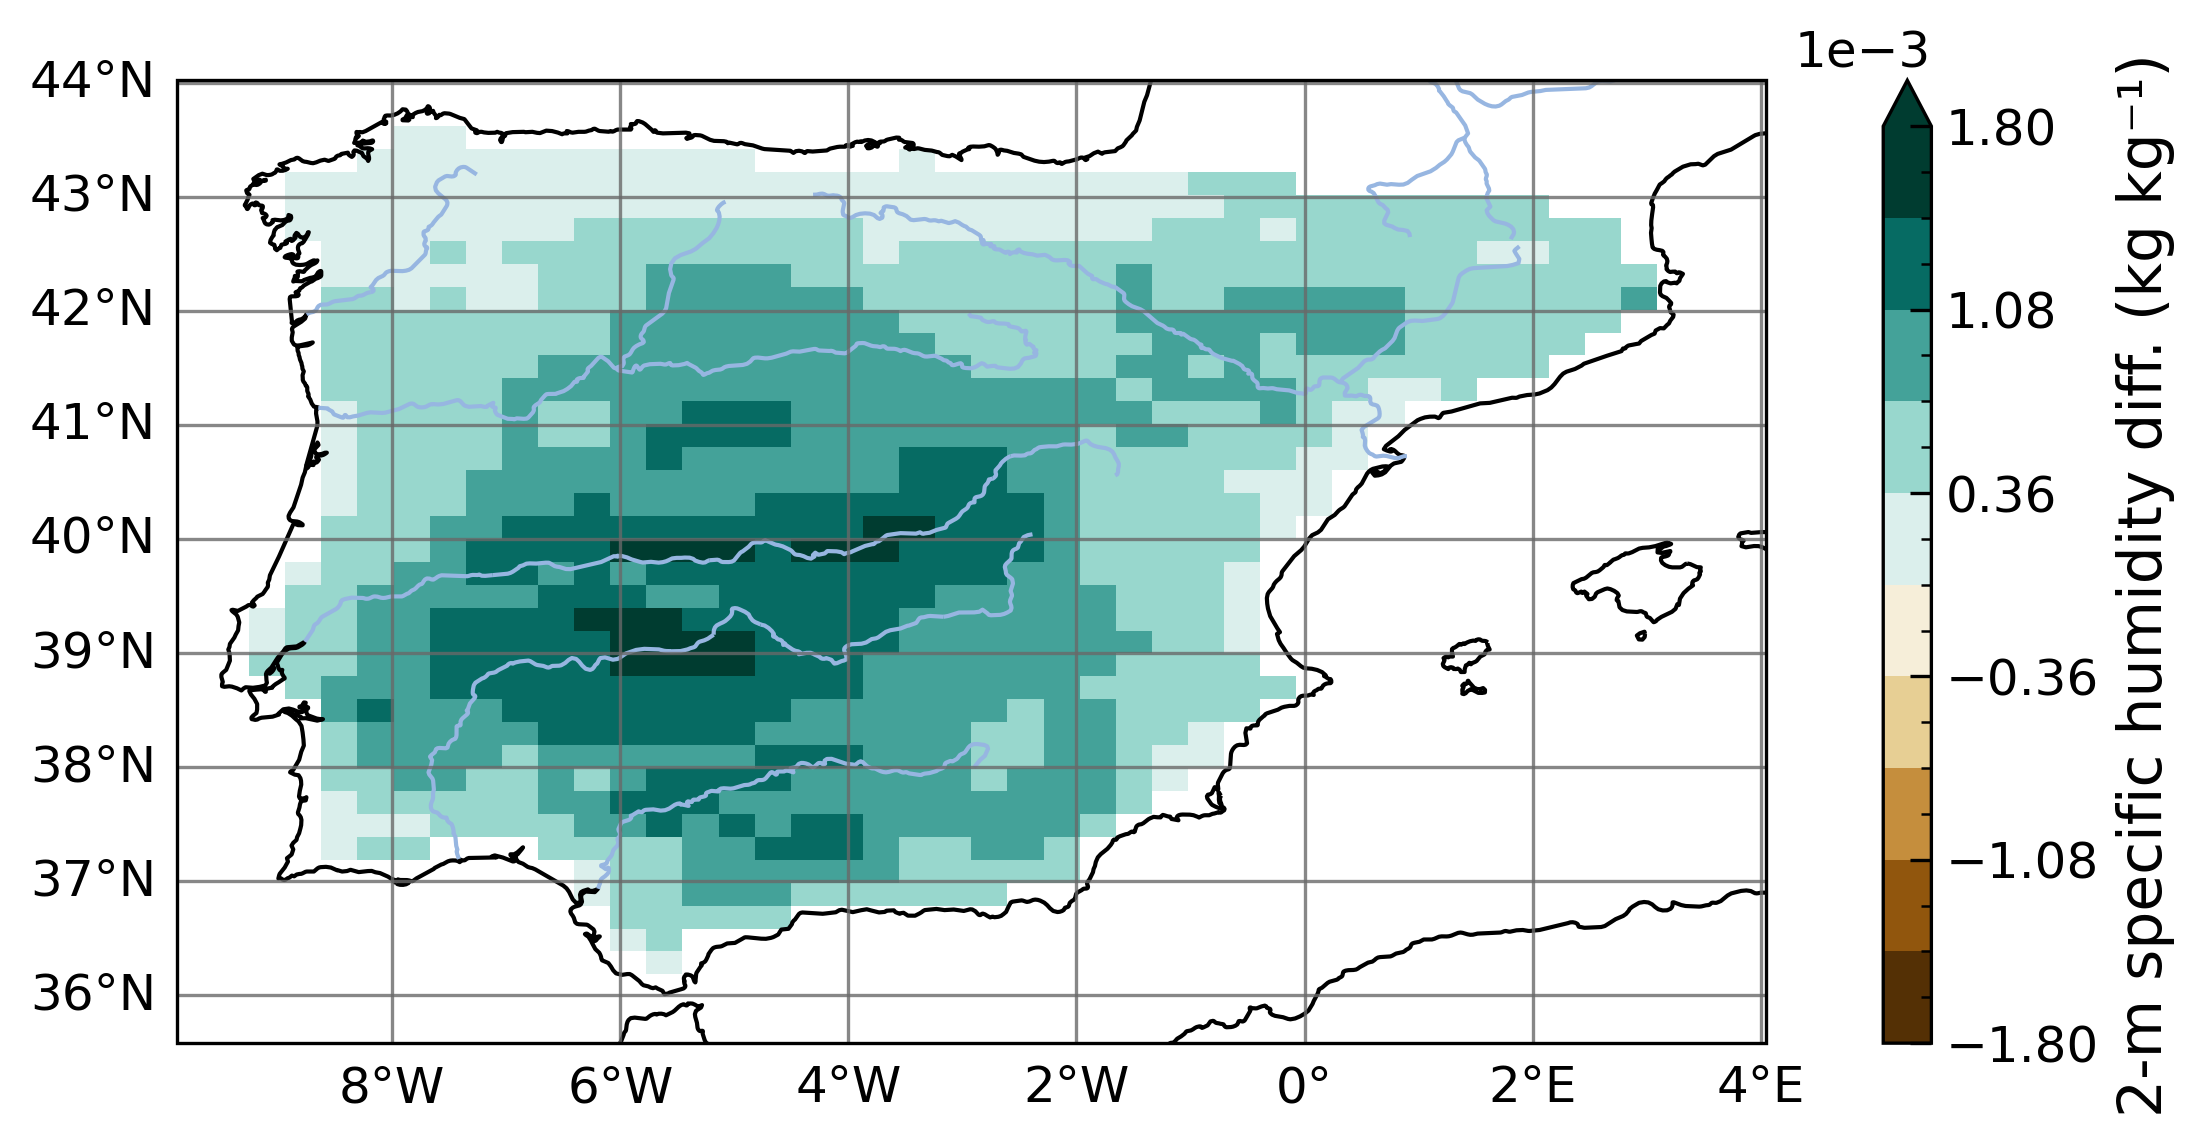 1e−3
44°N
43°N
42°N
41°N
40°N
39°N
38°N
37°N
36°N
8°W
6°W
4°W
2°W
0°
2°E
4°E
1.80
1.08
0.36
−0.36
−1.08
−1.80
2-m specific humidity diff. (kg kg⁻¹)